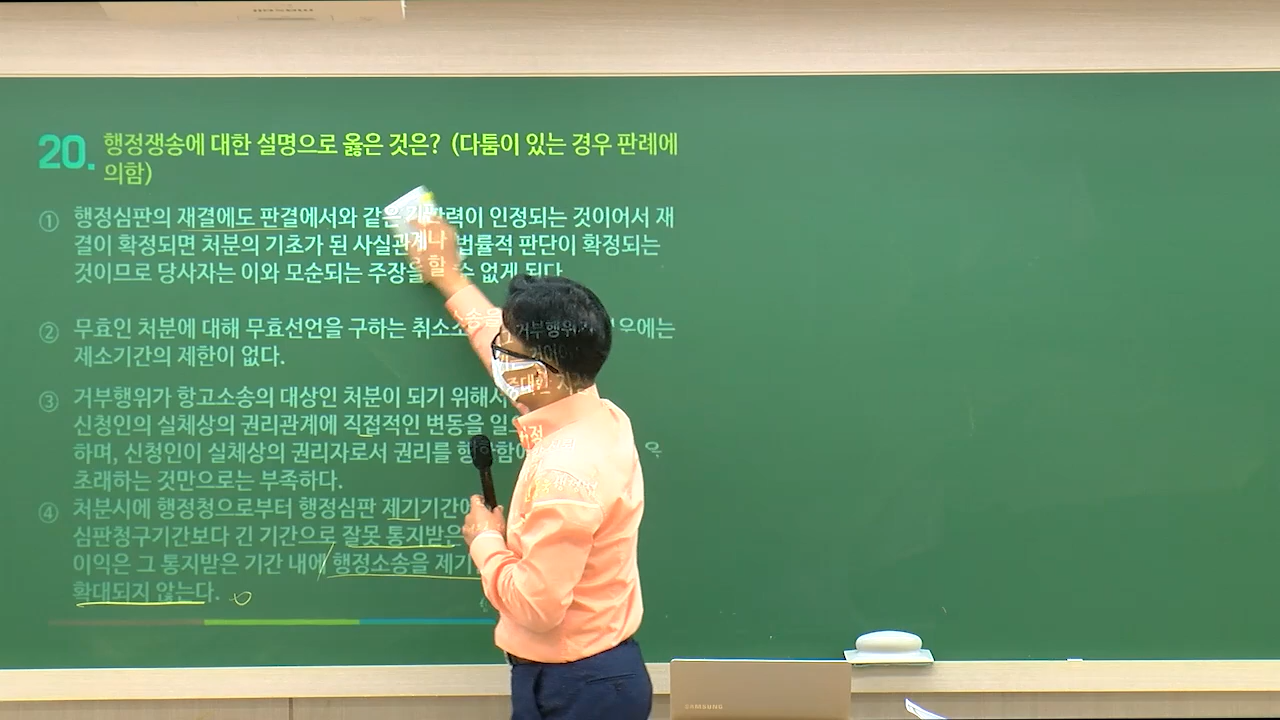 20. 행정쟁송에 대한 설명으로 옳은 것은? (다툼이 있는 경우 판례에
의함)
① 행정심판의 재결에도 판결에서와 같은 기판력이 인정되는 것이어서 재
결이 확정되면 처분의 기초가 된 사실관계나 법률적 판단이 확정되는
것이므로 당사자는 이와 모순되는 주장을 할 수 없게 된다.
② 무효인 처분에 대해 무효선언을 구하는 취소소송을 거부행위 경우에는
제소기간의 제한이 없다.
③ 거부행위가 항고소송의 대상인 처분이 되기 위해서
신청인의 실체상의 권리관계에 직접적인 변동을
하며, 신청인이 실체상의 권리자로서 권리를
초래하는 것만으로는 부족하다.
④ 처분시에 행정청으로부터 행정심판 제기기간에
심판청구기간보다 긴 기간으로 잘못 통지받은
이익은 그 통지받은 기간 내에 행정소송을 제기
확대되지 않는다.
SAMSUNG